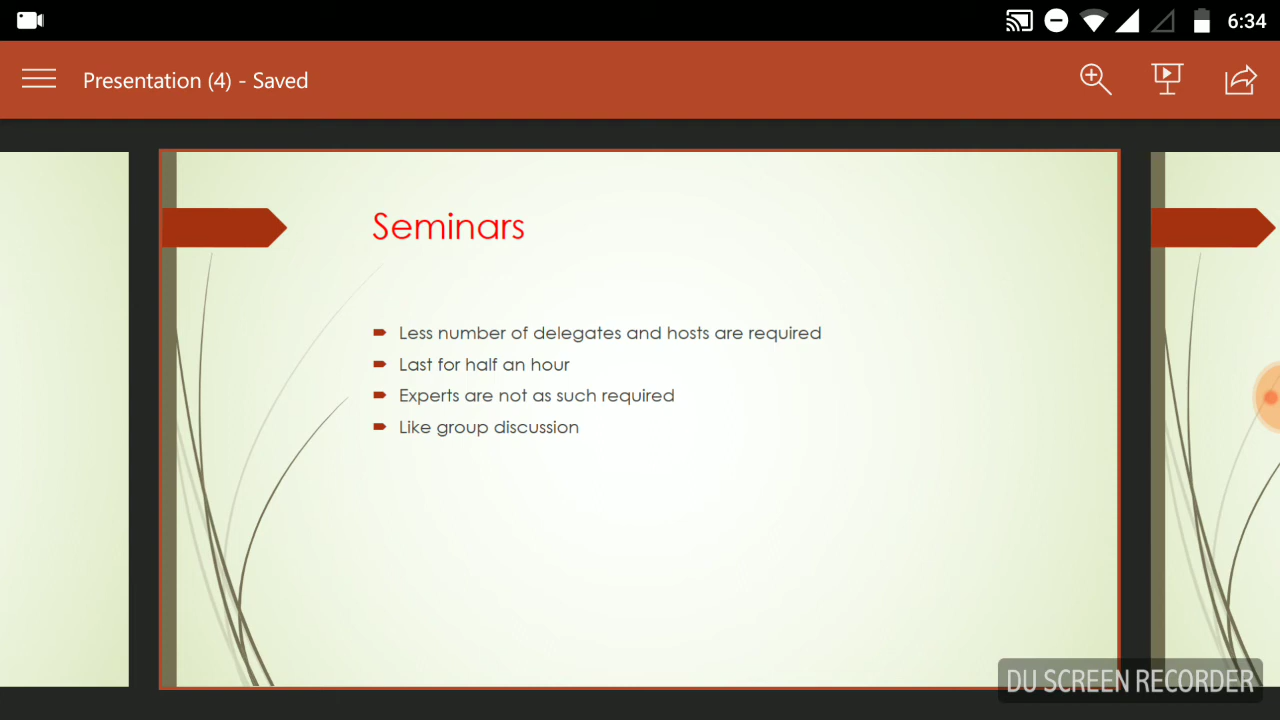 6:34
Presentation (4) - Saved
Seminars
Less number of delegates and hosts are required
Last for half an hour
Experts are not as such required
Like group discussion
DU SCREEN RECORDER